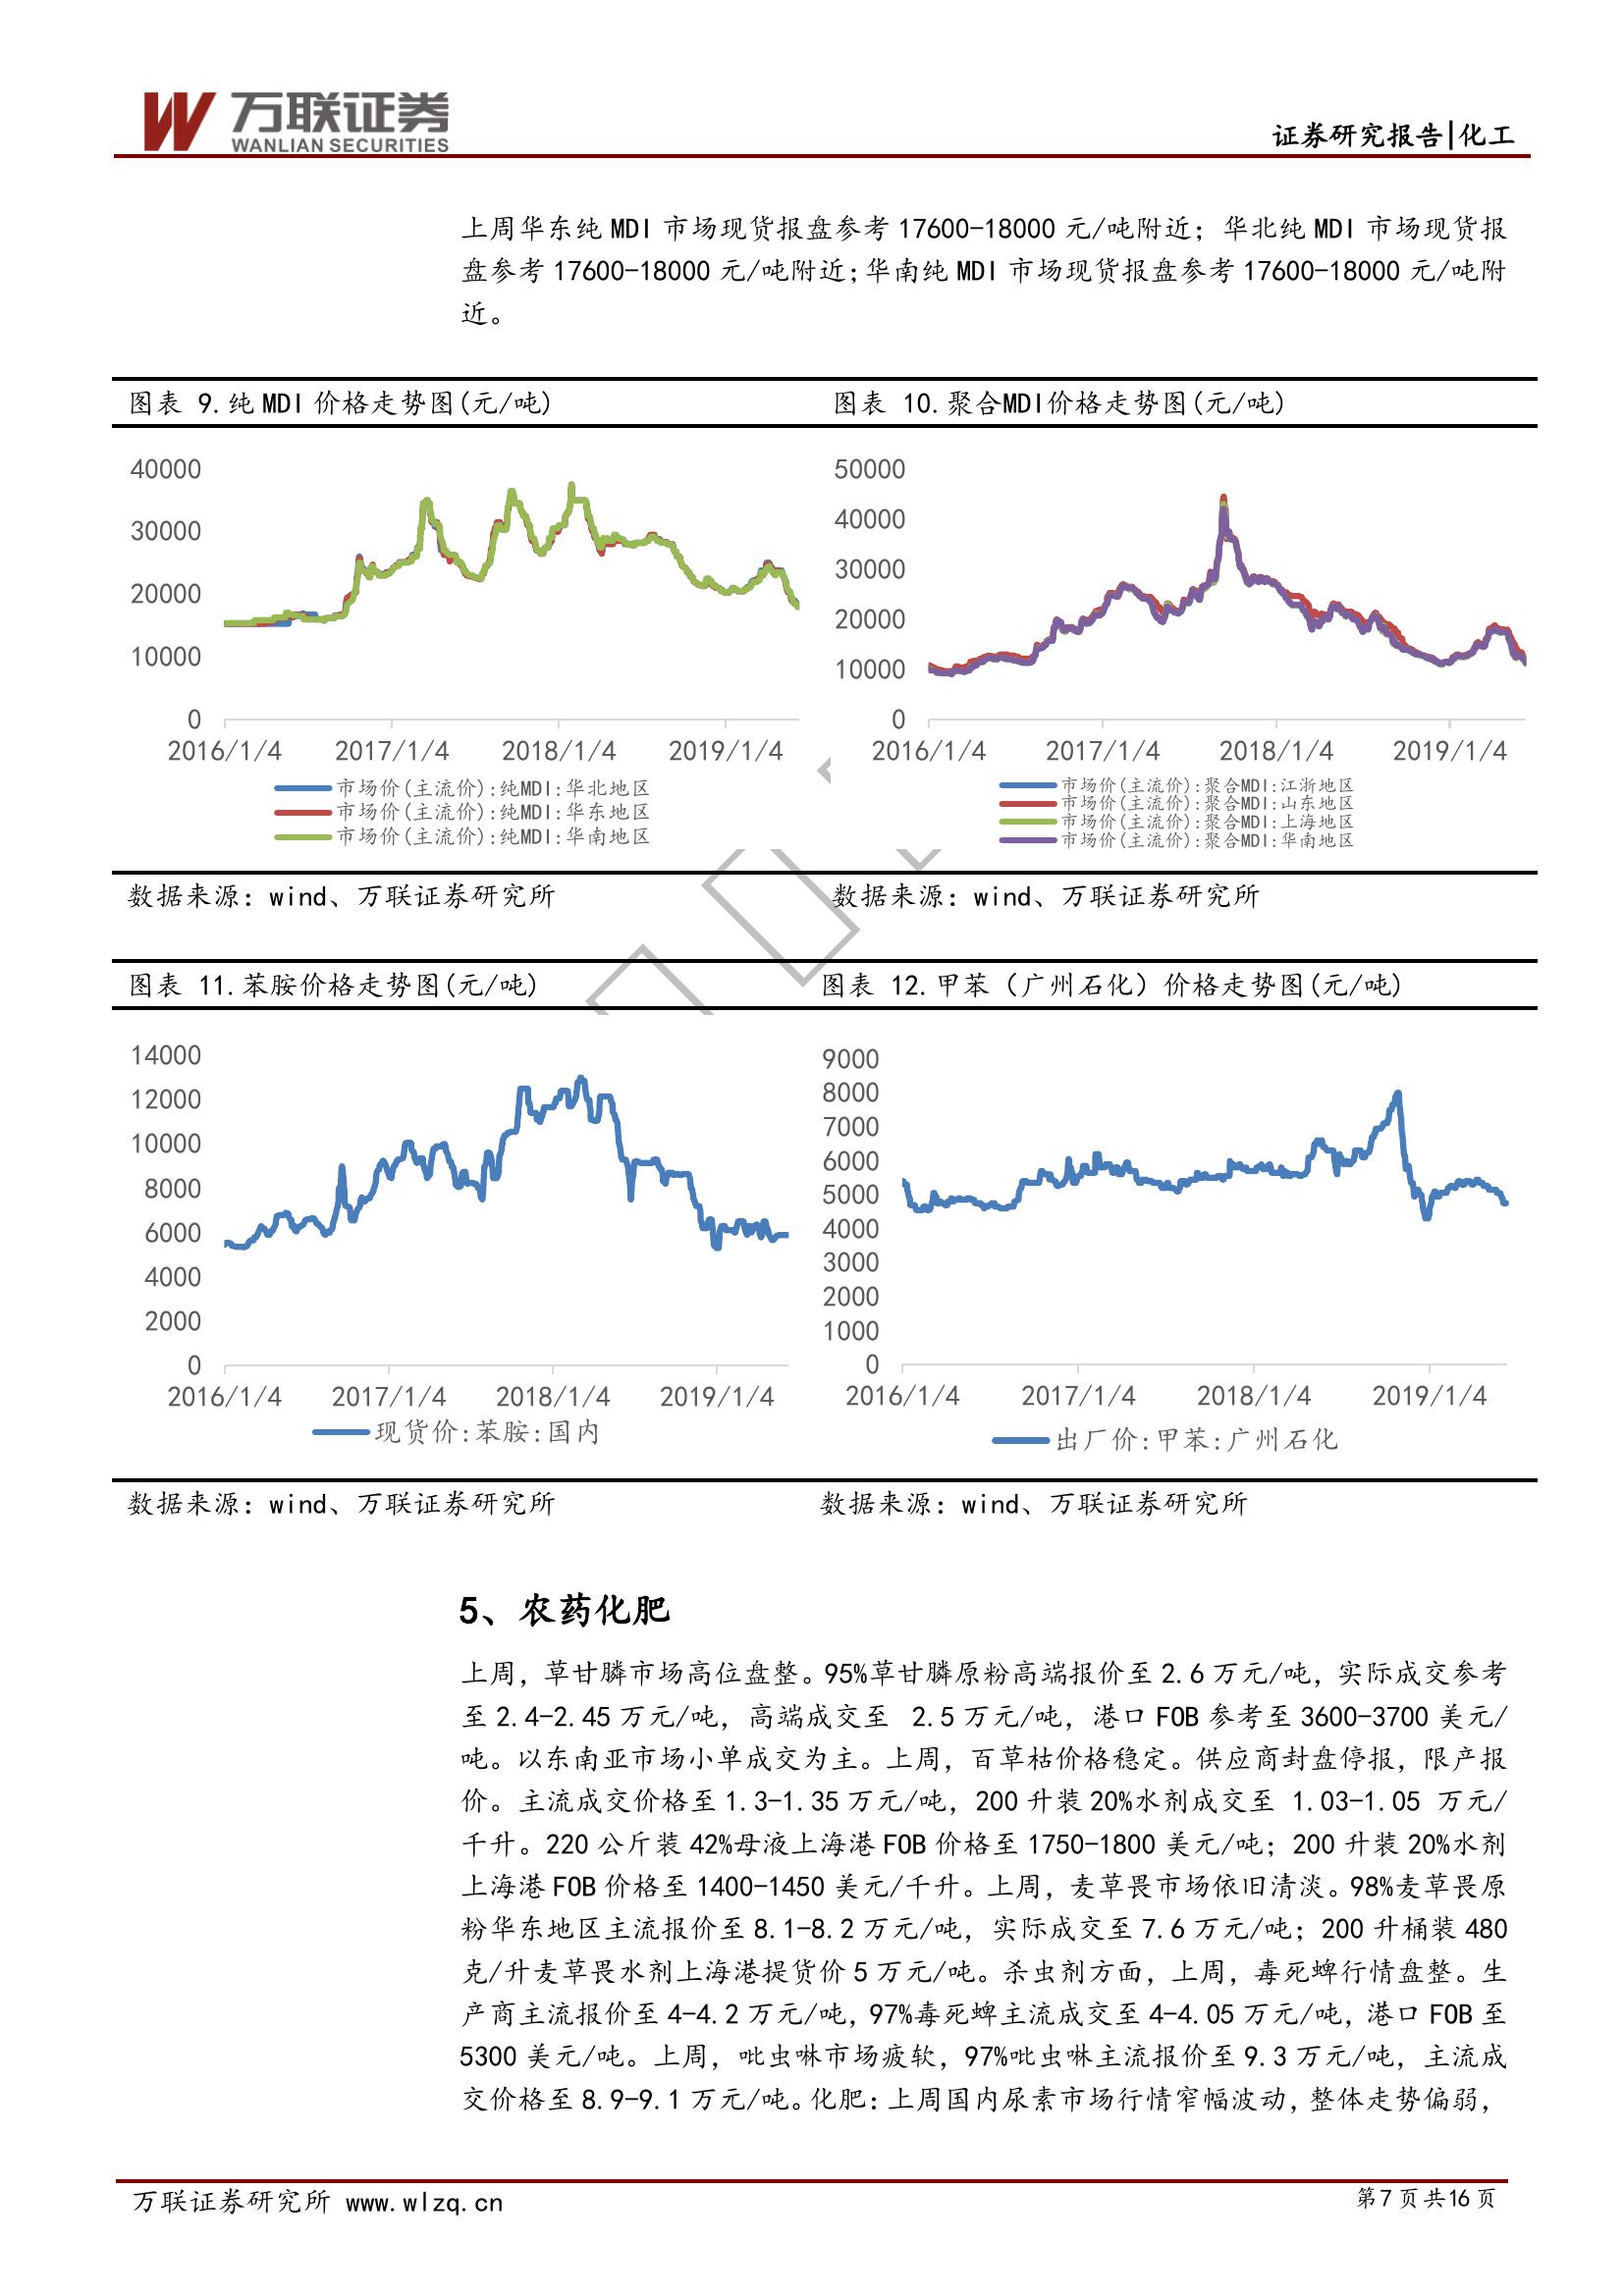 万联证券
WANLIAN SECURITIES
证券研究报告|化工
上周华东纯 MDI 市场现货报盘参考 17600-18000 元/吨附近；华北纯 MDI 市场现货报
盘参考 17600-18000 元/吨附近;华南纯 MDI 市场现货报盘参考 17600-18000 元/吨附
近。
图表 9.纯 MDI 价格走势图(元/吨)
40000
30000
20000
10000
0
2016/1/4 2017/1/4 2018/1/4 2019/1/4
市场价(主流价):纯MDI:华北地区
市场价(主流价):纯MDI:华东地区
市场价(主流价):纯MDI:华南地区
数据来源：wind、万联证券研究所
图表 10.聚合MDI价格走势图(元/吨)
50000
40000
30000
20000
10000
0
2016/1/4 2017/1/4 2018/1/4 2019/1/4
市场价(主流价):聚合MDI:江浙地区
市场价(主流价):聚合MDI:山东地区
市场价(主流价):聚合MDI:上海地区
市场价(主流价):聚合MDI:华南地区
数据来源：wind、万联证券研究所
图表 11.苯胺价格走势图(元/吨)
14000
12000
10000
8000
6000
4000
2000
0
2016/1/4 2017/1/4 2018/1/4 2019/1/4
现货价:苯胺:国内
数据来源：wind、万联证券研究所
图表 12.甲苯（广州石化）价格走势图(元/吨)
9000
8000
7000
6000
5000
4000
3000
2000
1000
0
2016/1/4 2017/1/4 2018/1/4 2019/1/4
出厂价:甲苯:广州石化
数据来源：wind、万联证券研究所
5、农药化肥
上周，草甘膦市场高位盘整。95%草甘膦原粉高端报价至 2.6 万元/吨，实际成交参考
至 2.4-2.45 万元/吨，高端成交至 2.5 万元/吨，港口 FOB 参考至 3600-3700 美元/
吨。以东南亚市场小单成交为主。上周，百草枯价格稳定。供应商封盘停报，限产报
价。主流成交价格至 1.3-1.35 万元/吨，200 升装 20%水剂成交至 1.03-1.05 万元/
千升。220 公斤装 42%母液上海港 FOB 价格至 1750-1800 美元/吨；200 升装 20%水剂
上海港 FOB 价格至 1400-1450 美元/千升。上周，麦草畏市场依旧清淡。98%麦草畏原
粉华东地区主流报价至 8.1-8.2 万元/吨，实际成交至 7.6 万元/吨；200 升桶装 480
克/升麦草畏水剂上海港提货价 5 万元/吨。杀虫剂方面，上周，毒死蜱行情盘整。生
产商主流报价至 4-4.2 万元/吨，97%毒死蜱主流成交至 4-4.05 万元/吨，港口 FOB 至
5300 美元/吨。上周，吡虫啉市场疲软，97%吡虫啉主流报价至 9.3 万元/吨，主流成
交价格至 8.9-9.1 万元/吨。化肥：上周国内尿素市场行情窄幅波动，整体走势偏弱，
万联证券研究所 www.wlzq.cn
第 7 页 共 16 页